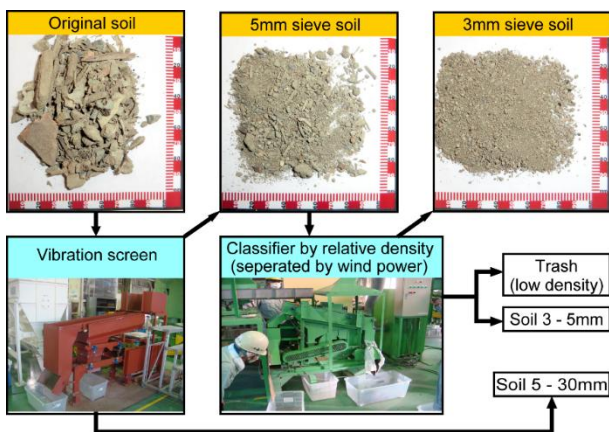 Original soil
5mm sieve soil
3mm sieve soil
Vibration screen
Classifier by relative density
(seperated by wind power)
Trash
(low density)
Soil 3 - 5mm
Soil 5 - 30mm